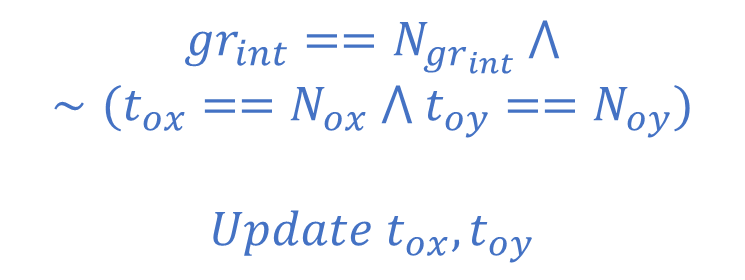 gr_int == N_gr_int ∧
~ (t_ox == N_ox ∧ t_oy == N_oy)
Update t_ox, t_oy